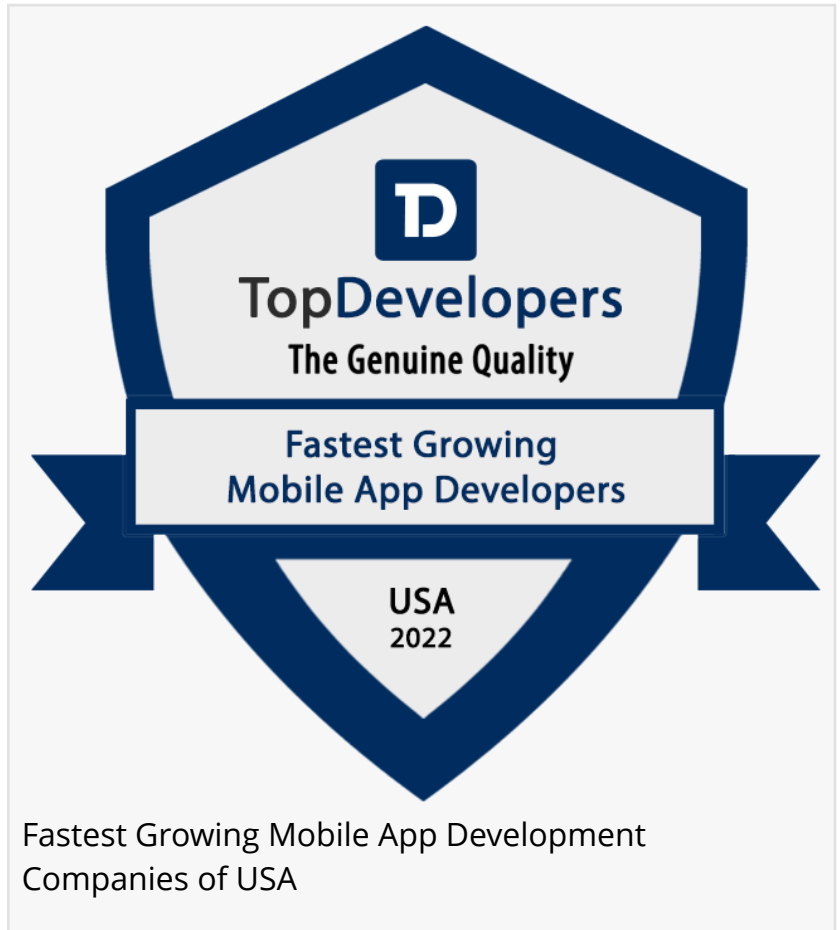 TD
TopDevelopers
The Genuine Quality
Fastest Growing
Mobile App Developers
USA
2022
Fastest Growing Mobile App Development
Companies of USA